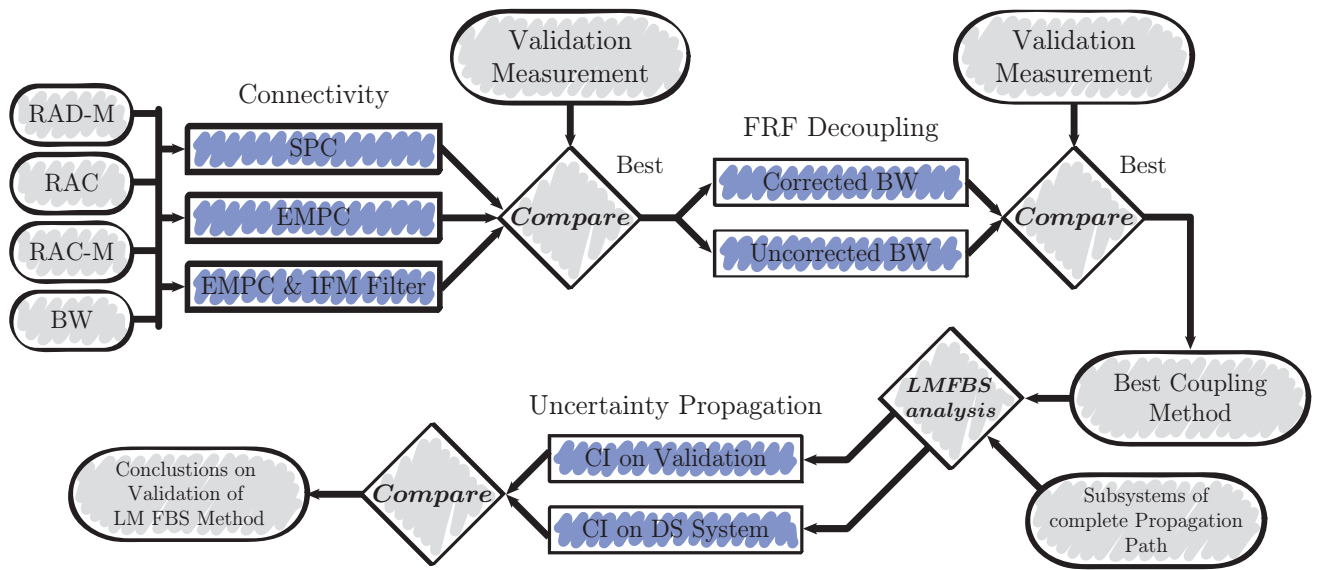 RAD-M
RAC
RAC-M
BW
Connectivity
SPC
EMPC
EMPC & IFM Filter
Validation
Measurement
Compare
Best
FRF Decoupling
Corrected BW
Uncorrected BW
Validation
Measurement
Compare
Best
Best Coupling
Method
Subsystems of
complete Propagation
Path
LMFBS
analysis
Uncertainty Propagation
CI on Validation
CI on DS System
Compare
Conclustions on
Validation of
LM FBS Method